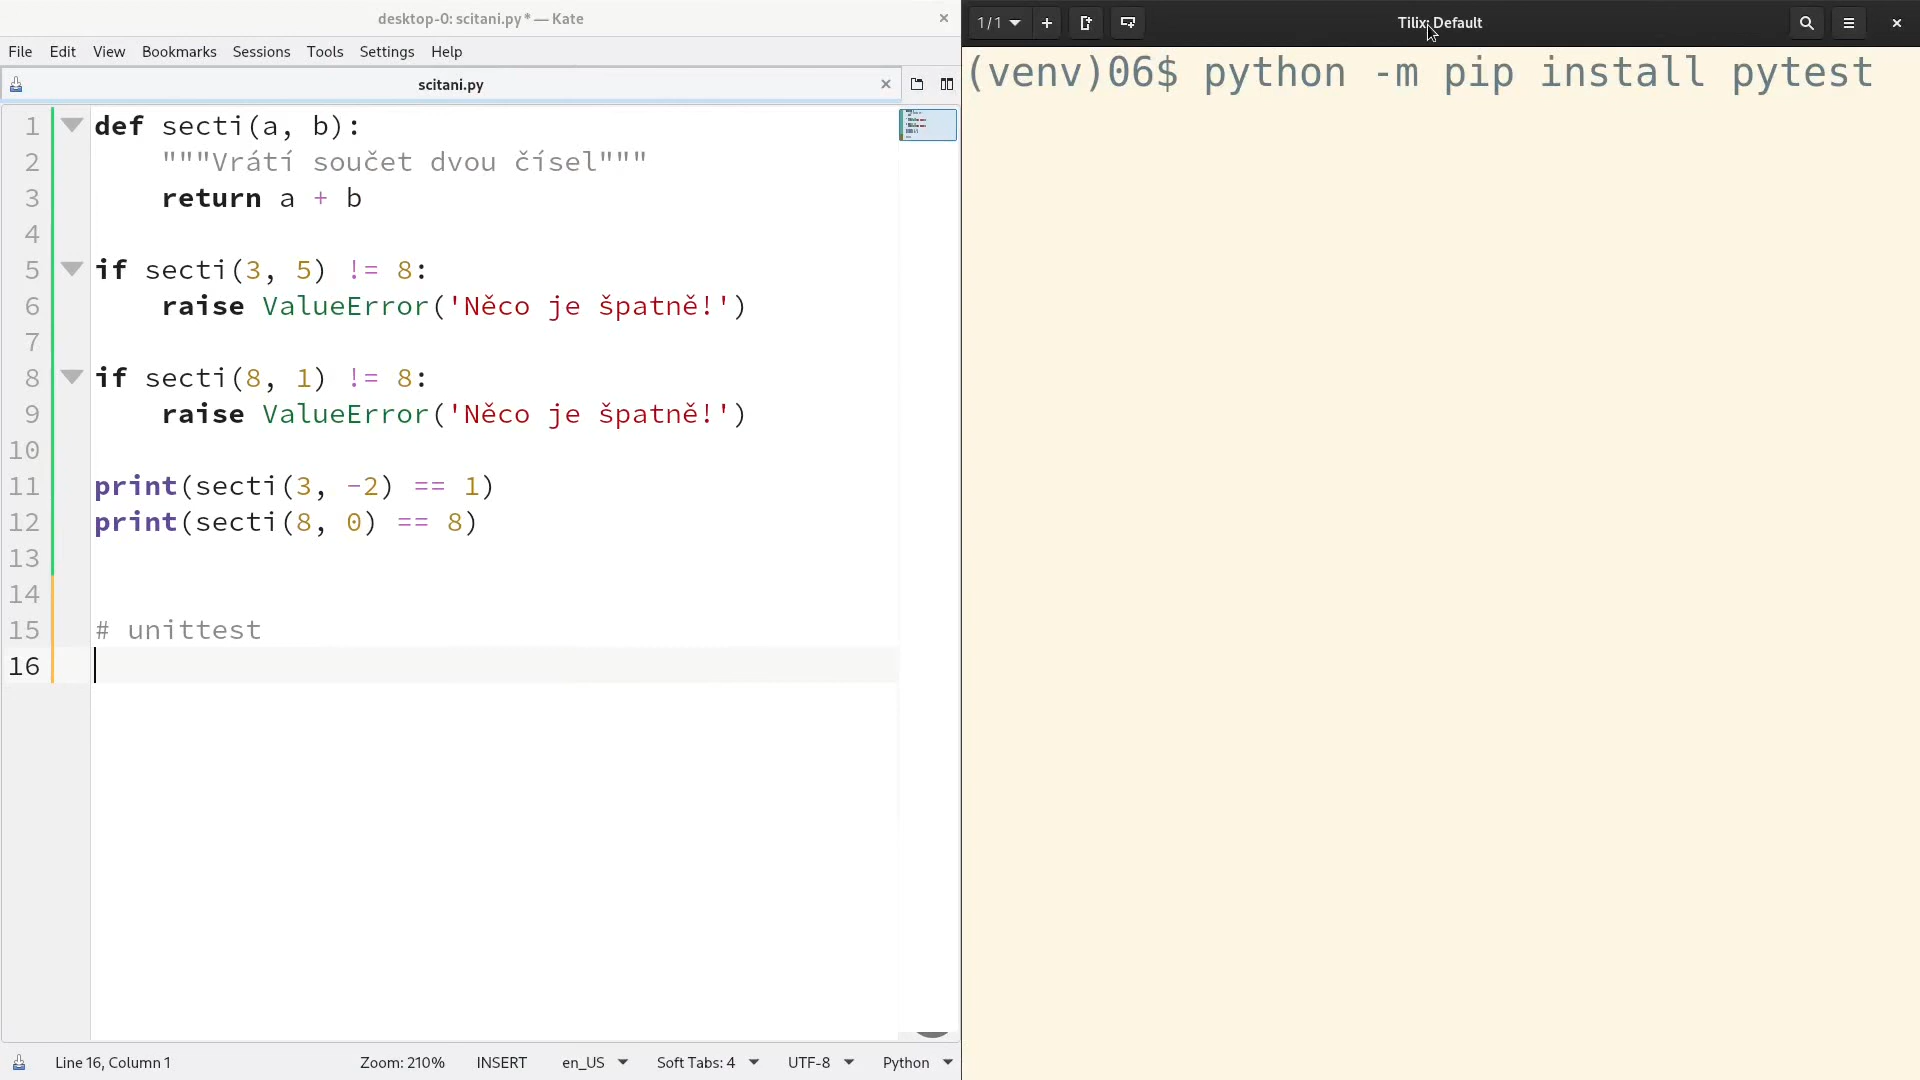 desktop-0: scitani.py * — Kate
File Edit View Bookmarks Sessions Tools Settings Help
scitani.py
1 def secti(a, b):
2 """Vrátí součet dvou čísel"""
3 return a + b
4
5 if secti(3, 5) != 8:
6 raise ValueError('Něco je špatně!')
7
8 if secti(8, 1) != 8:
9 raise ValueError('Něco je špatně!')
10
11 print(secti(3, -2) == 1)
12 print(secti(8, 0) == 8)
13
14
15 # unittest
16
Line 16, Column 1 Zoom: 210% INSERT en_US Soft Tabs: 4 UTF-8 Python
1 / 1 Tilix: Default
(venv)06$ python -m pip install pytest